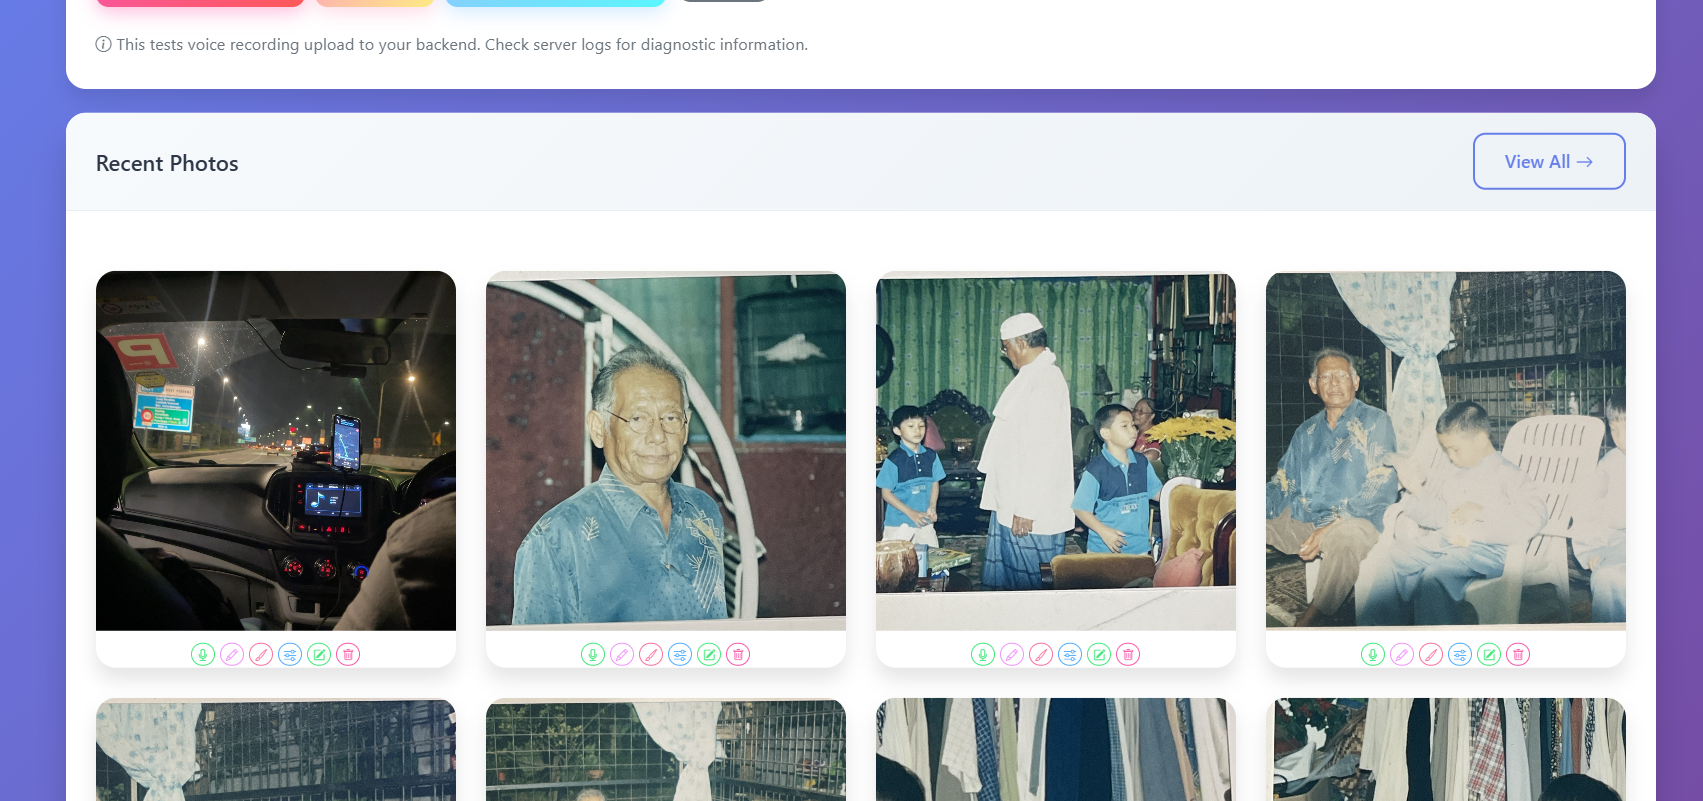 This tests voice recording upload to your backend. Check server logs for diagnostic information.
Recent Photos
View All →
P